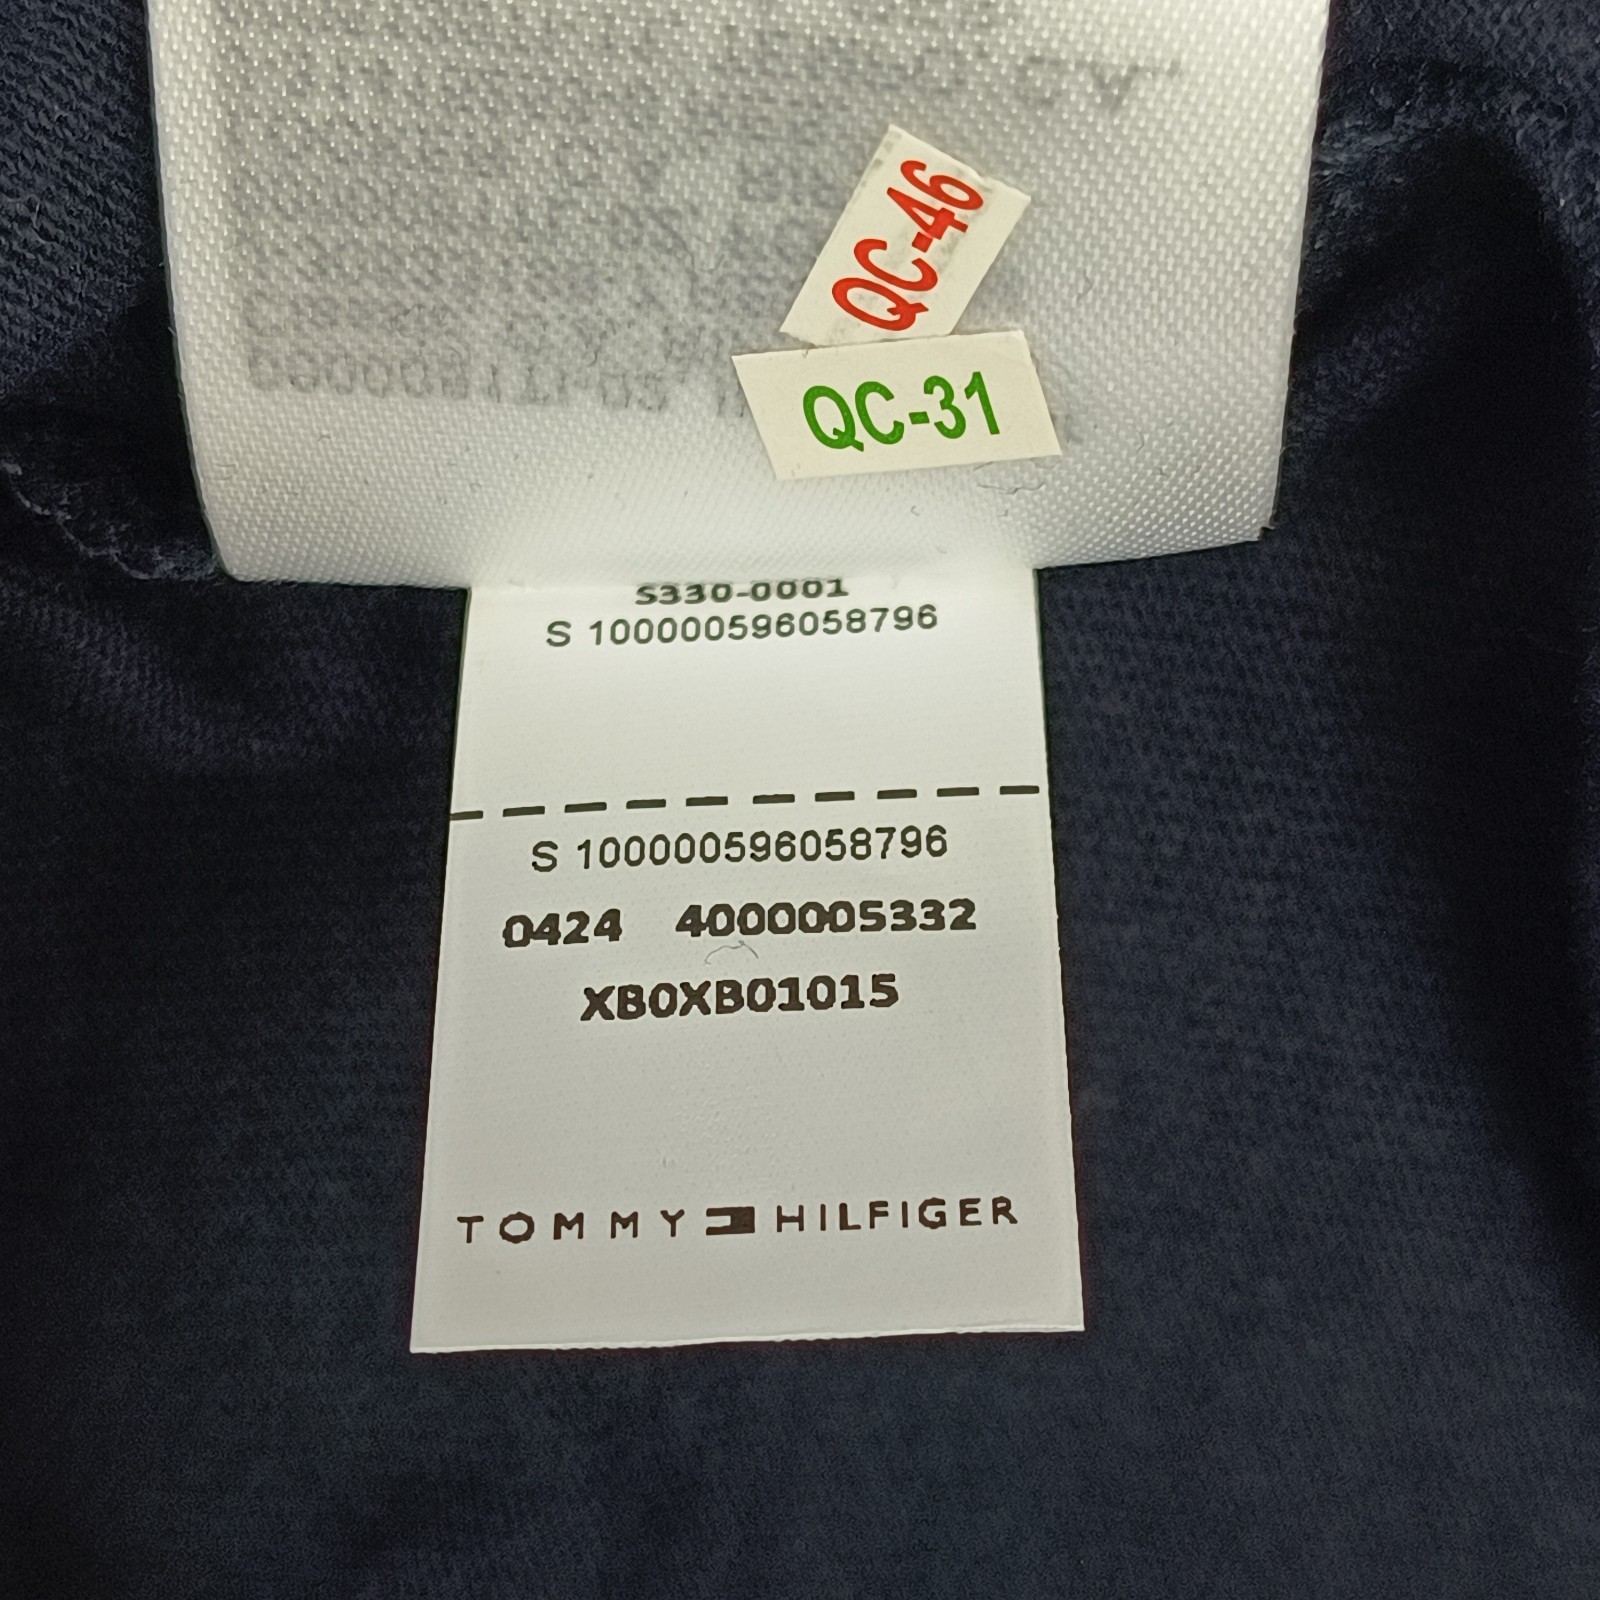 QC-46
QC-31
S330-0001
S 100000596058796
S 100000596058796
0424 4000005332
XB0XB01015
TOMMY HILFIGER